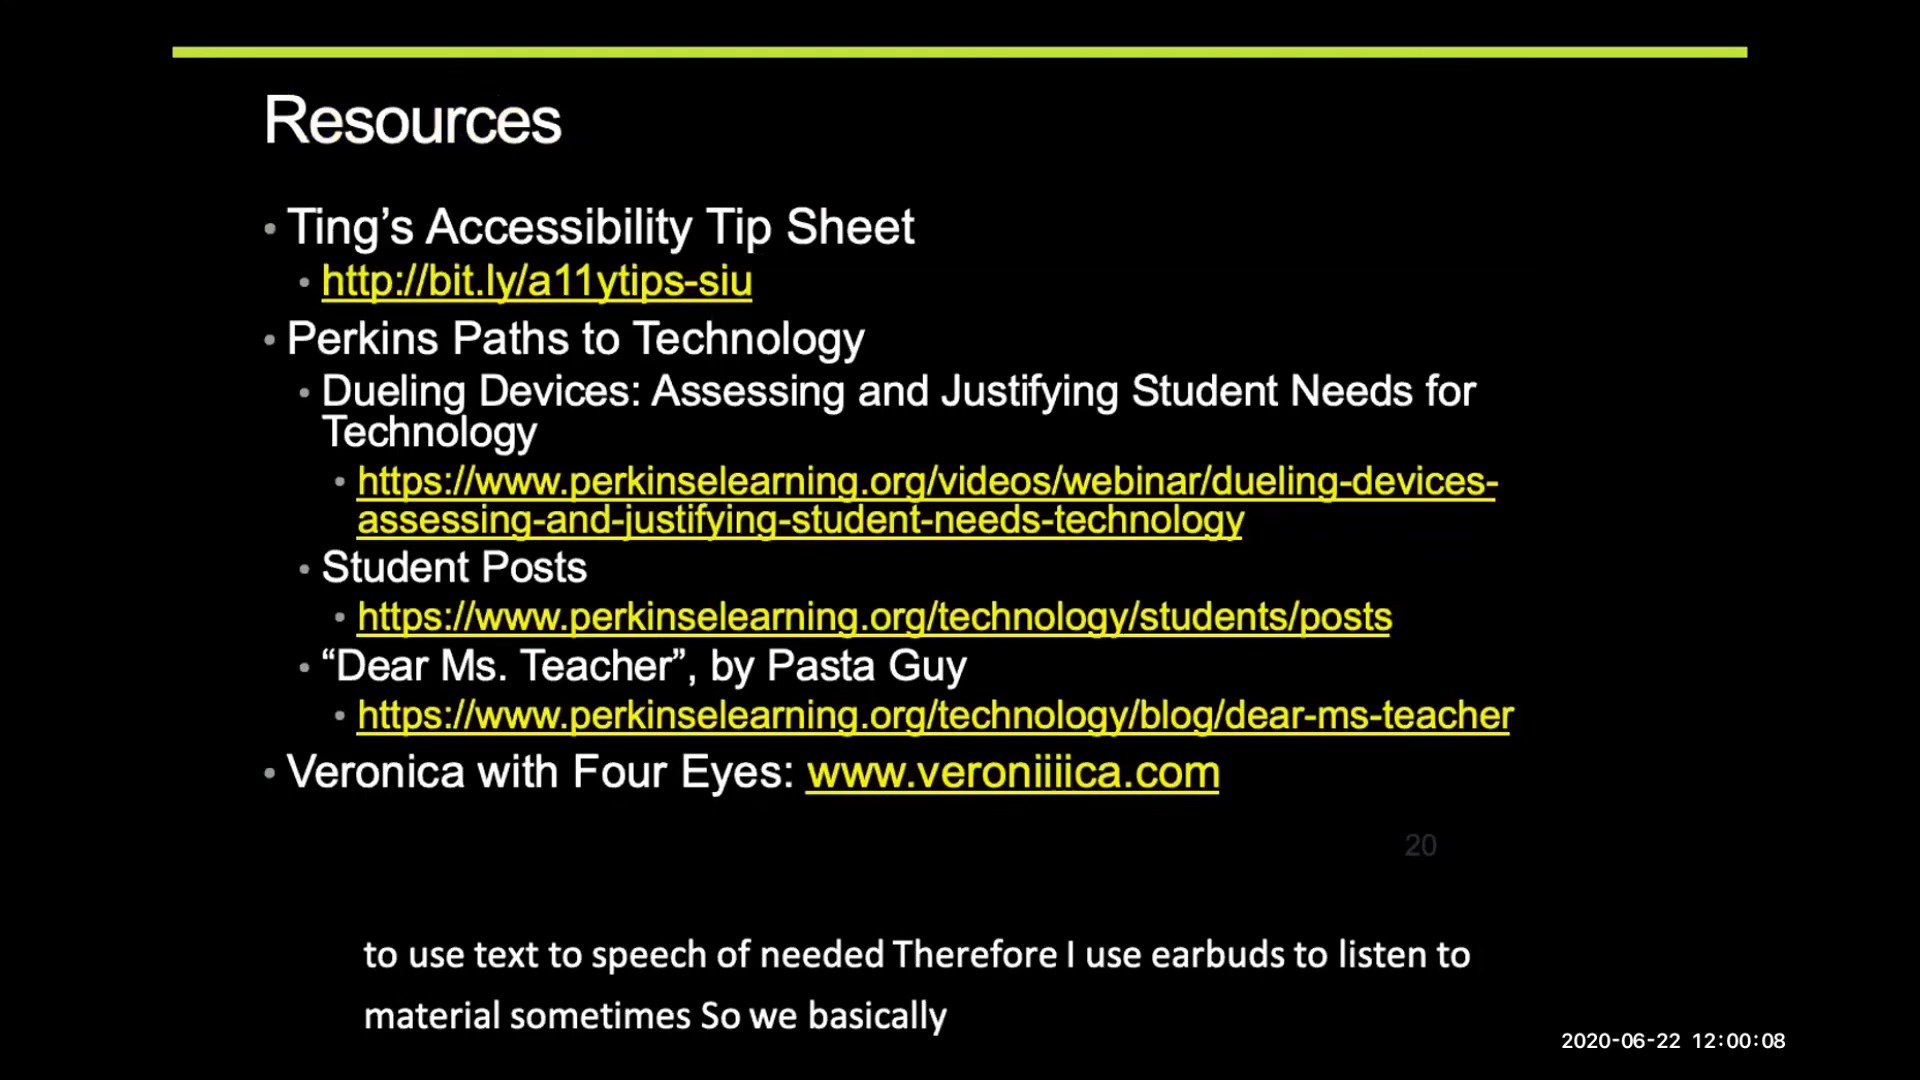 Resources
• Ting’s Accessibility Tip Sheet
• http://bit.ly/a11ytips-siu
• Perkins Paths to Technology
• Dueling Devices: Assessing and Justifying Student Needs for
Technology
• https://www.perkinselearning.org/videos/webinar/dueling-devices-
assessing-and-justifying-student-needs-technology
• Student Posts
• https://www.perkinselearning.org/technology/students/posts
• “Dear Ms. Teacher”, by Pasta Guy
• https://www.perkinselearning.org/technology/blog/dear-ms-teacher
• Veronica with Four Eyes: www.veroniiiica.com
20
to use text to speech of needed Therefore I use earbuds to listen to
material sometimes So we basically
2020-06-22 12:00:08